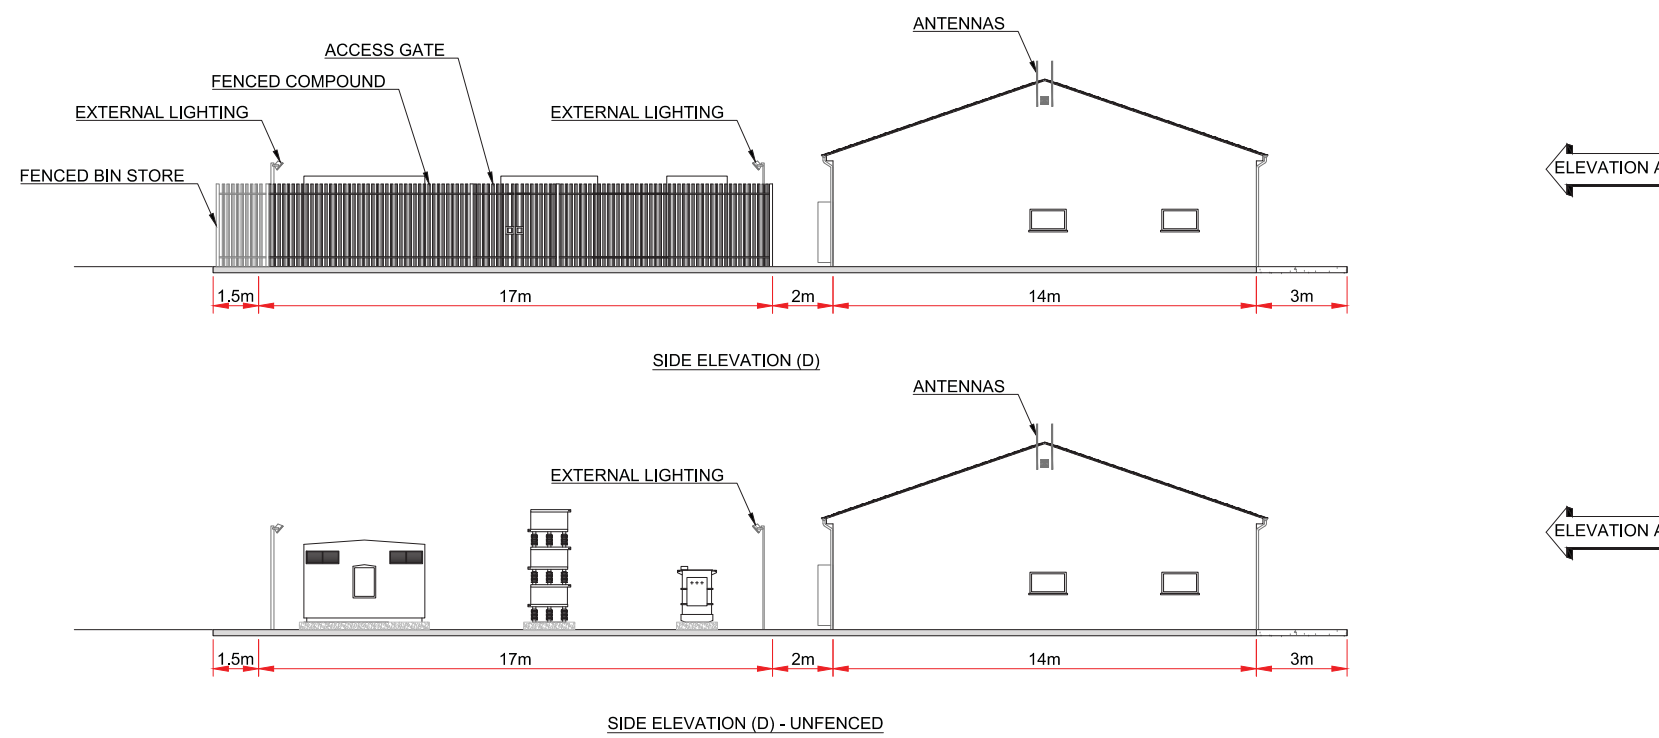 ANTENNAS
ACCESS GATE
FENCED COMPOUND
EXTERNAL LIGHTING
EXTERNAL LIGHTING
FENCED BIN STORE
ELEVATION A
1.5m
17m
2m
14m
3m
SIDE ELEVATION (D)
ANTENNAS
EXTERNAL LIGHTING
ELEVATION A
1.5m
17m
2m
14m
3m
SIDE ELEVATION (D) - UNFENCED